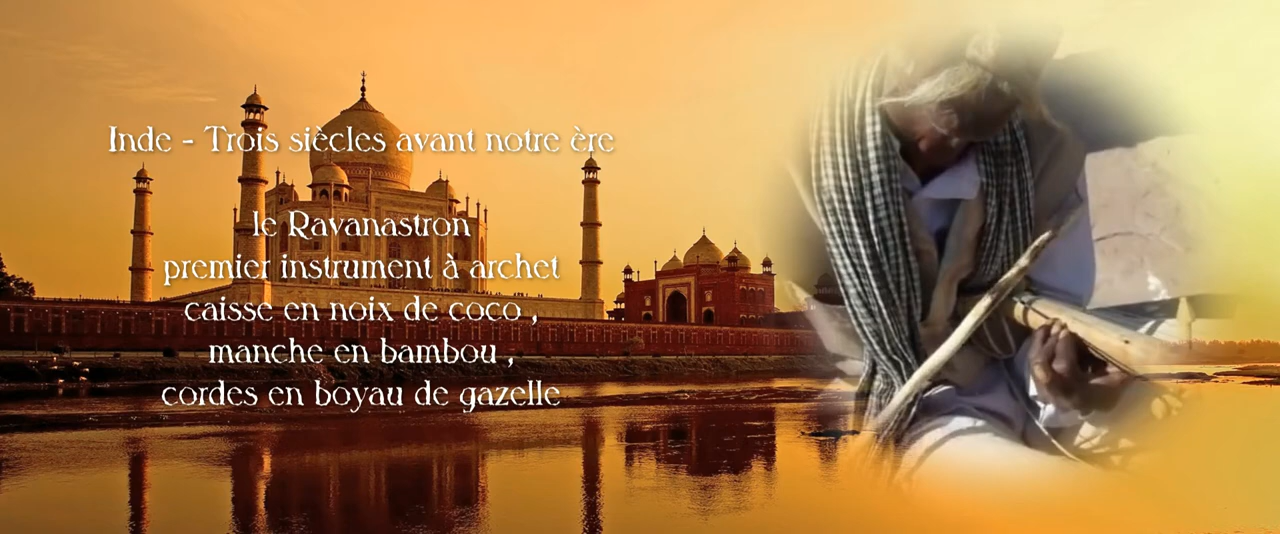 Inde - Trois siècles avant notre ère
le Ravanastron
premier instrument à archet
caisse en noix de coco ,
manche en bambou ,
cordes en boyau de gazelle